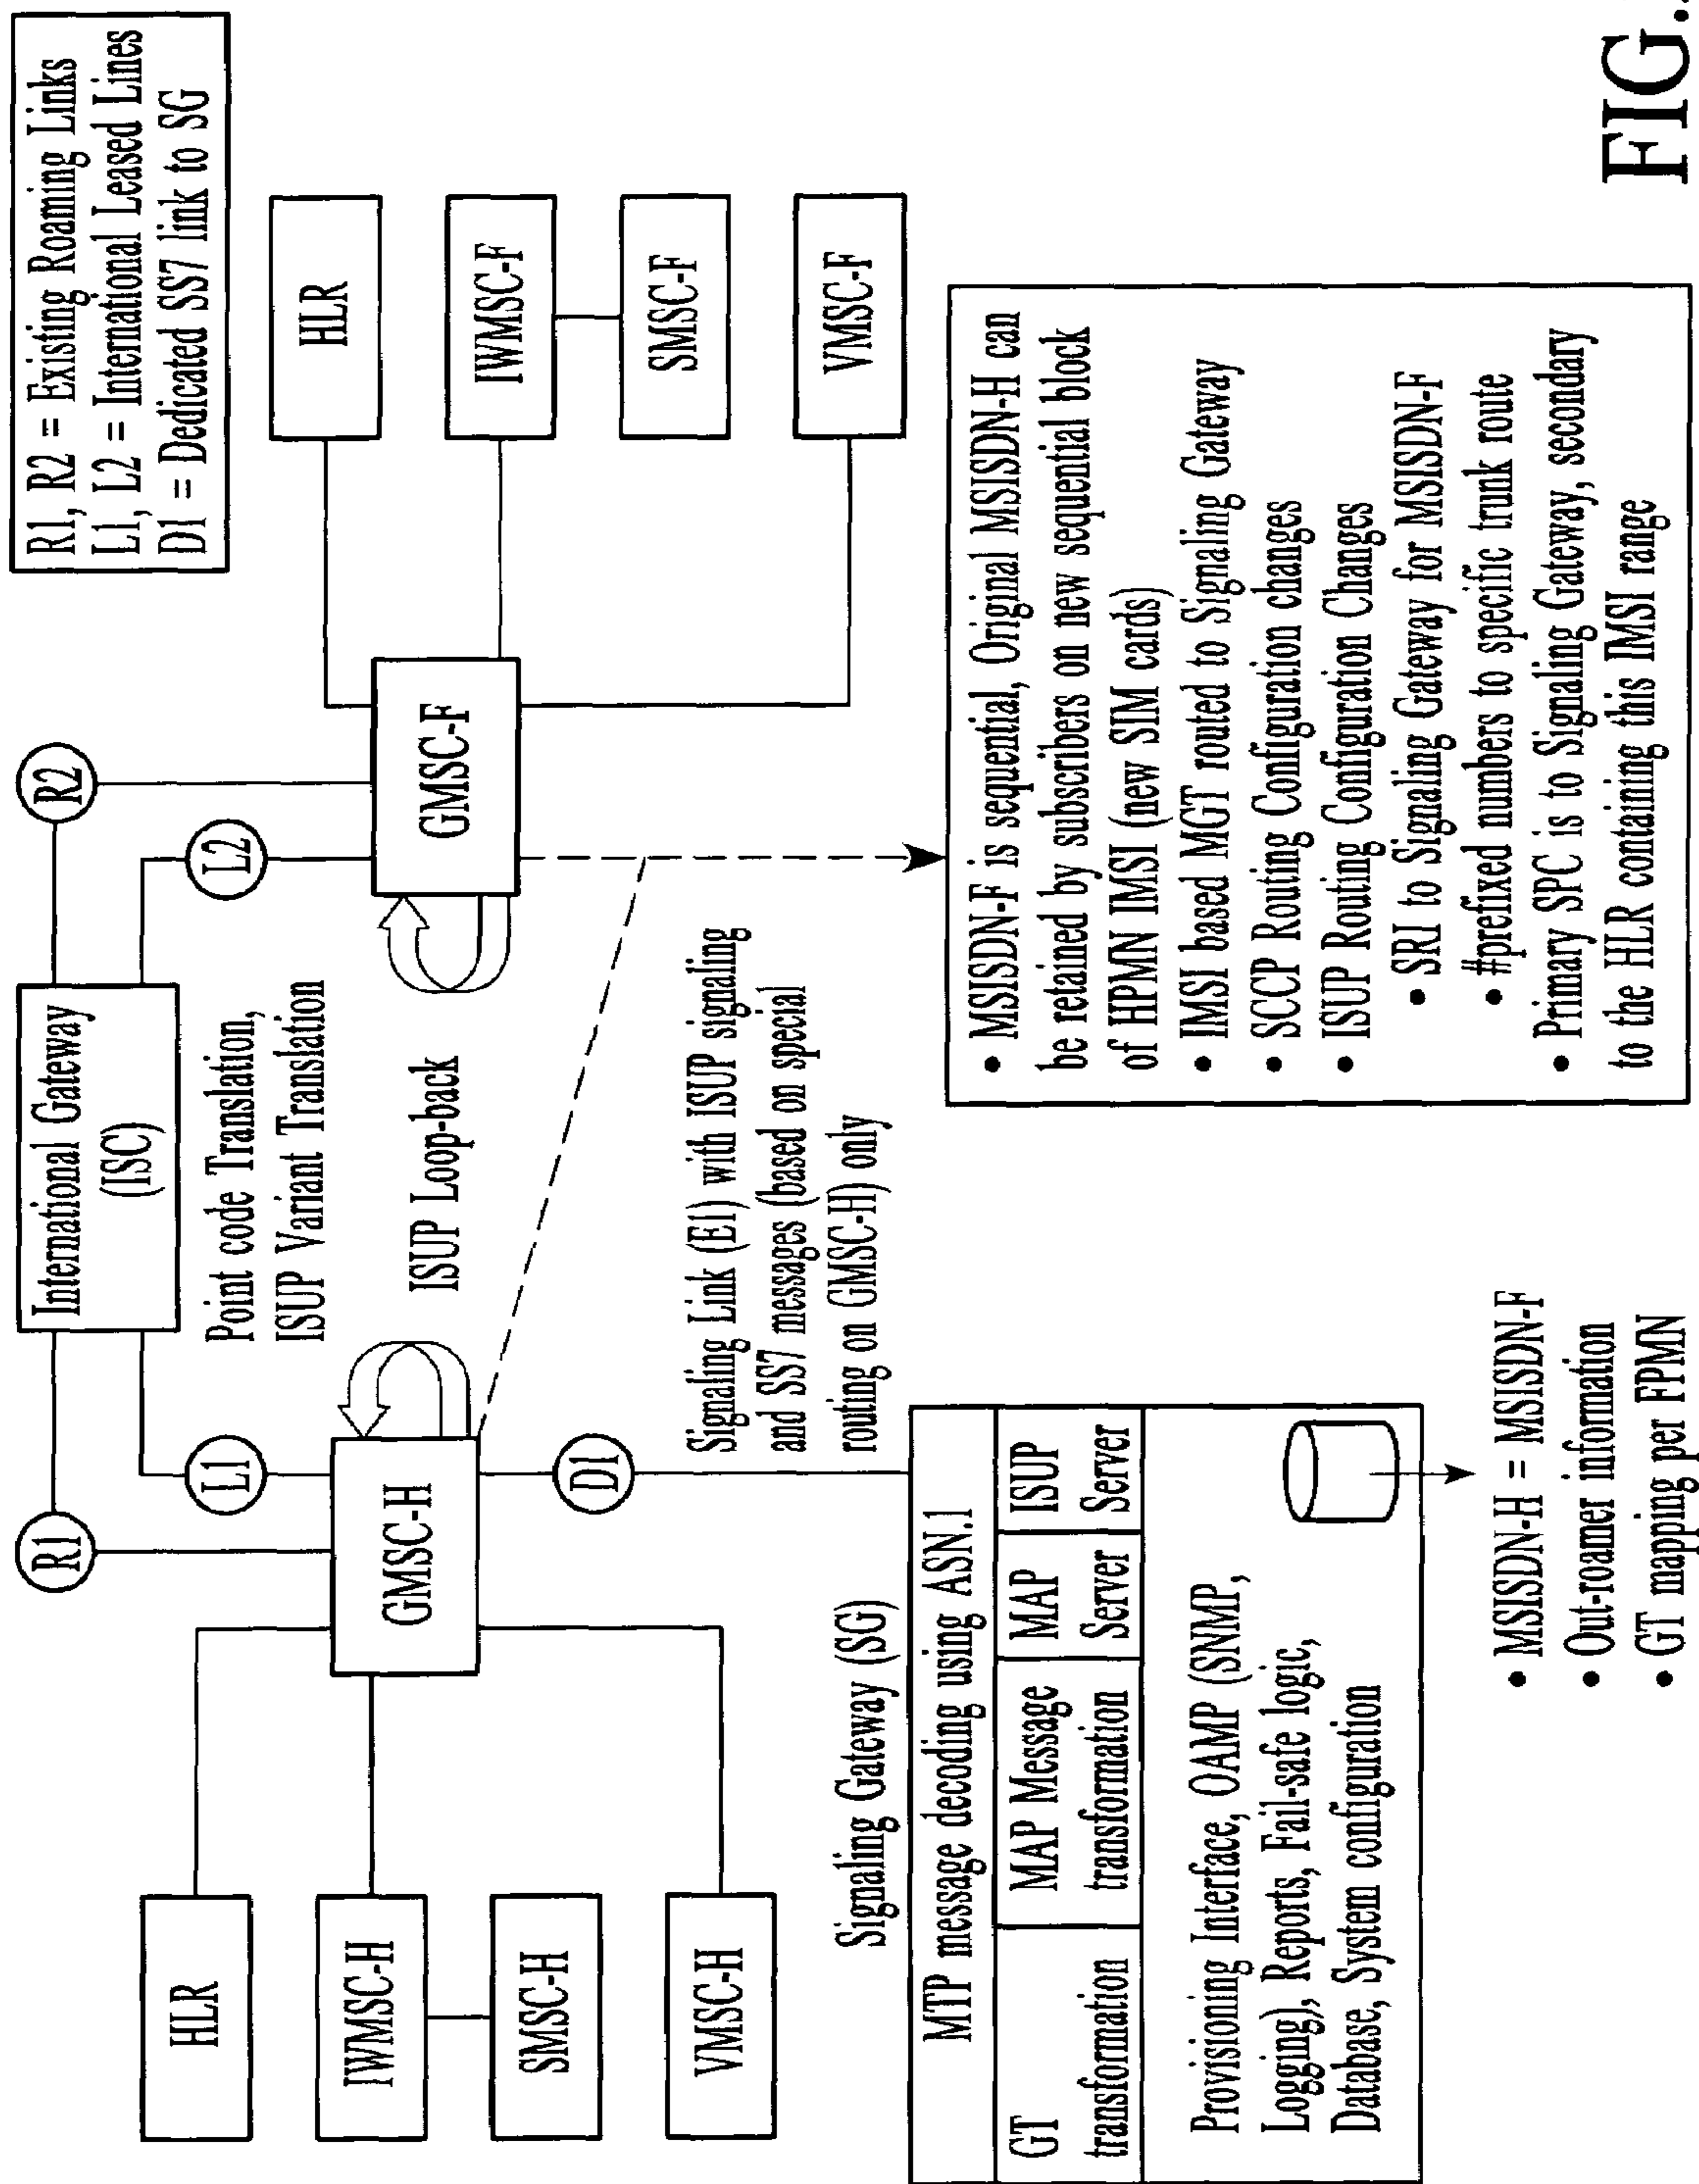 R1, R2 = Existing Roaming Links
L1, L2 = International Leased Lines
D1 = Dedicated SS7 link to SG
International Gateway
(ISC)
R1
R2
L1
L2
Point code Translation,
ISUP Variant Translation
ISUP Loop-back
HLR
IWMSC-H
SMSC-H
VMSC-H
GMSC-H
GMSC-F
HLR
IWMSC-F
SMSC-F
VMSC-F
D1
Signaling Link (E1) with ISUP signaling
and SS7 messages (based on special
routing on GMSC-H) only
Signaling Gateway (SG)
MTP message decoding using ASN.1
GT
transformation
MAP Message
transformation
MAP
Server
ISUP
Server
Provisioning Interface, OAMP (SNMP,
Logging), Reports, Fail-safe logic,
Database, System configuration
• MSISDN-H = MSISDN-F
• Out-roamer information
• GT mapping per FPMN
• MSISDN-F is sequential, Original MSISDN-H can
be retained by subscribers on new sequential block
of HPMN IMSI (new SIM cards)
• IMSI based MGT routed to Signaling Gateway
• SCCP Routing Configuration changes
• ISUP Routing Configuration Changes
• SRI to Signaling Gateway for MSISDN-F
• #prefixed numbers to specific trunk route
• Primary SPC is to Signaling Gateway, secondary
to the HLR containing this IMSI range
FIG.